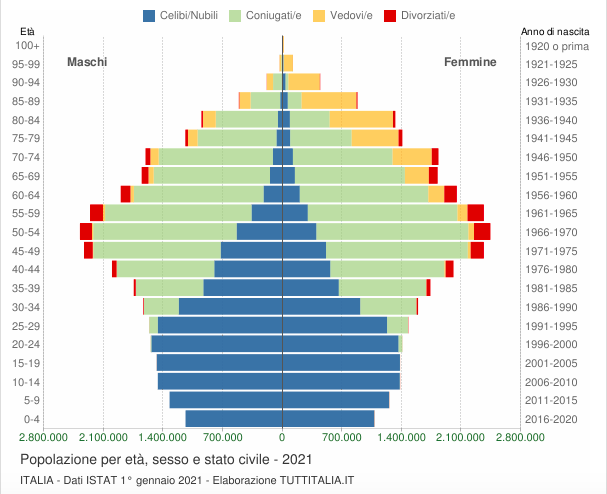 Celibi/Nubili Coniugati/e Vedovi/e Divorziati/e
Età Anno di nascita
100+ 1920 o prima
95-99 1921-1925
Maschi Femmine
90-94 1926-1930
85-89 1931-1935
80-84 1936-1940
75-79 1941-1945
70-74 1946-1950
65-69 1951-1955
60-64 1956-1960
55-59 1961-1965
50-54 1966-1970
45-49 1971-1975
40-44 1976-1980
35-39 1981-1985
30-34 1986-1990
25-29 1991-1995
20-24 1996-2000
15-19 2001-2005
10-14 2006-2010
5-9 2011-2015
0-4 2016-2020
2.800.000 2.100.000 1.400.000 700.000 0 700.000 1.400.000 2.100.000 2.800.000
Popolazione per età, sesso e stato civile - 2021
ITALIA - Dati ISTAT 1° gennaio 2021 - Elaborazione TUTTITALIA.IT